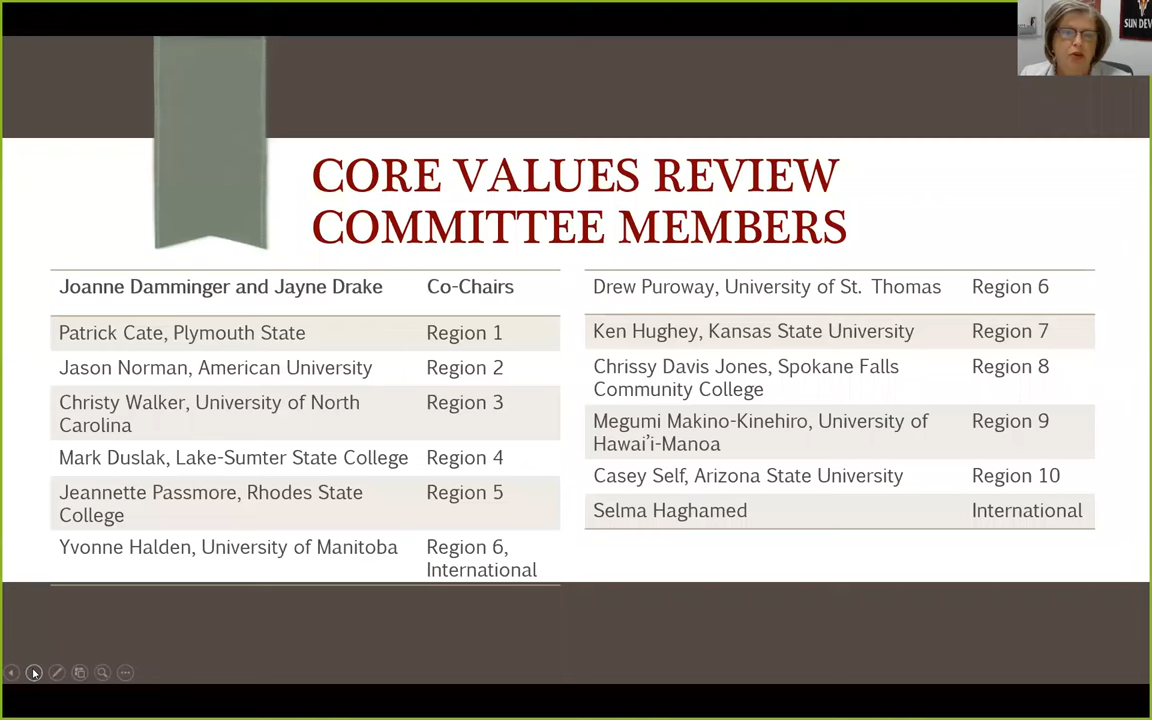 SUN DEV
CORE VALUES REVIEW
COMMITTEE MEMBERS
Joanne Damminger and Jayne Drake Co-Chairs
Patrick Cate, Plymouth State Region 1
Jason Norman, American University Region 2
Christy Walker, University of North Region 3
Carolina
Mark Duslak, Lake-Sumter State College Region 4
Jeannette Passmore, Rhodes State Region 5
College
Yvonne Halden, University of Manitoba Region 6,
International
Drew Puroway, University of St. Thomas Region 6
Ken Hughey, Kansas State University Region 7
Chrissy Davis Jones, Spokane Falls Region 8
Community College
Megumi Makino-Kinehiro, University of Region 9
Hawai’i-Manoa
Casey Self, Arizona State University Region 10
Selma Haghamed International